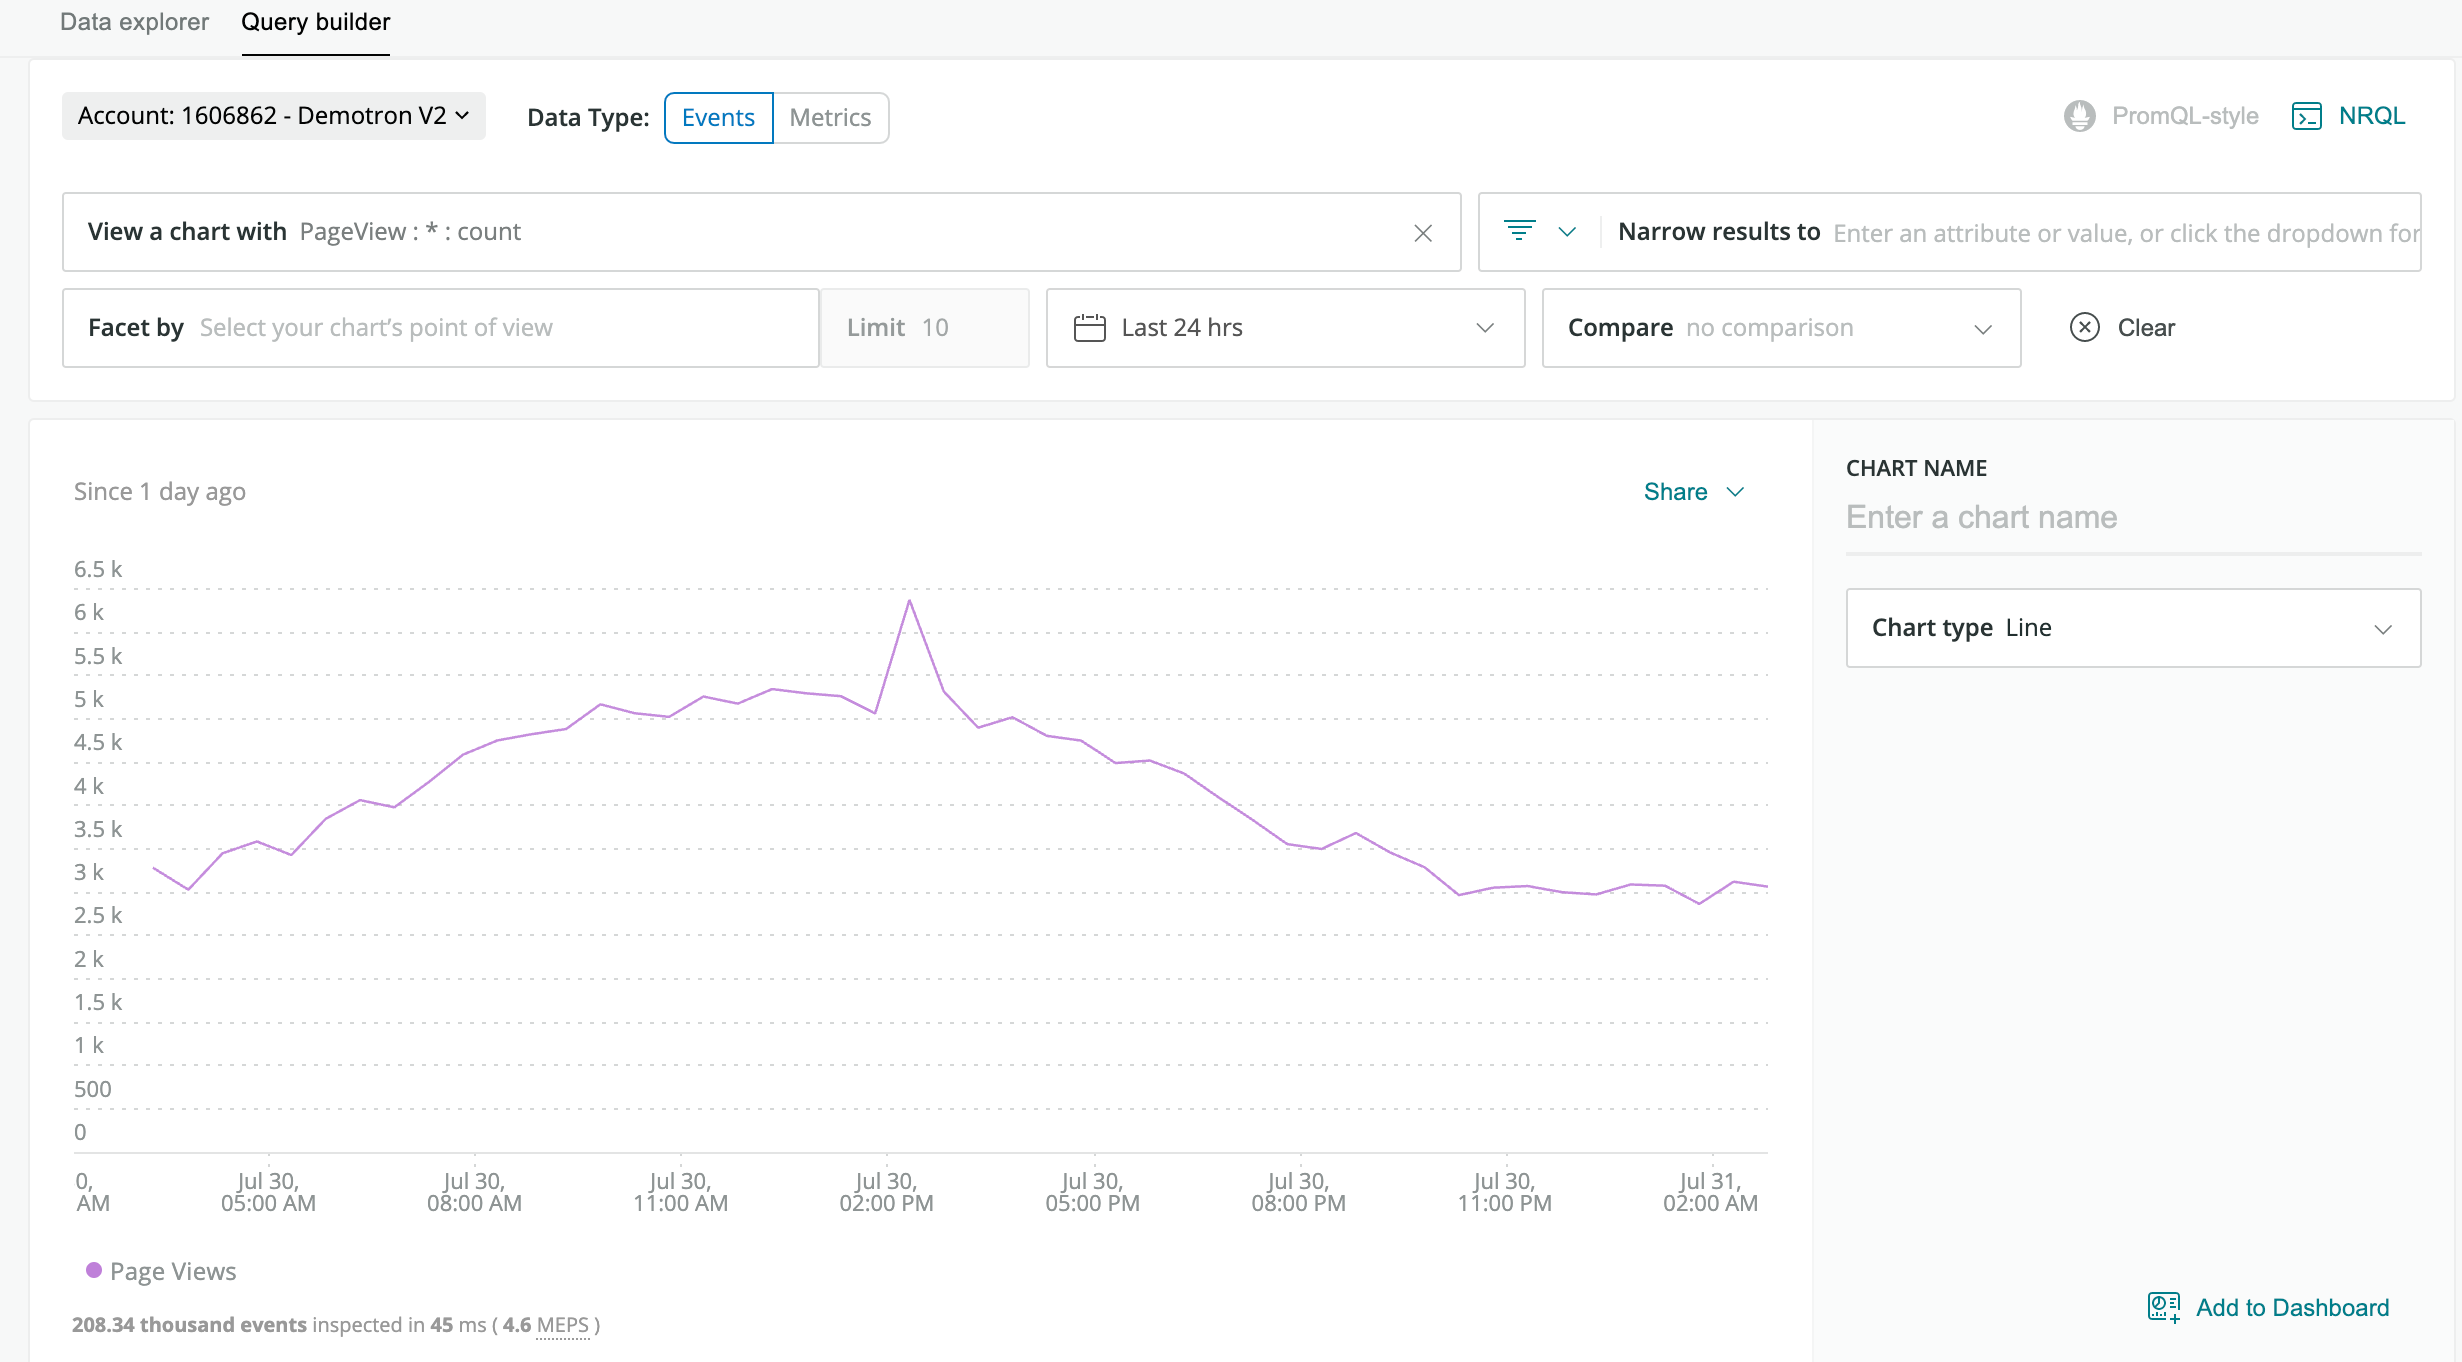 Data explorer Query builder
Account: 1606862 - Demotron V2 Data Type: Events Metrics PromQL-style NRQL
View a chart with PageView : * : count Narrow results to Enter an attribute or value, or click the dropdown for
Facet by Select your chart's point of view Limit 10 Last 24 hrs Compare no comparison Clear
Since 1 day ago Share
CHART NAME
Enter a chart name
Chart type Line
6.5 k
6 k
5.5 k
5 k
4.5 k
4 k
3.5 k
3 k
2.5 k
2 k
1.5 k
1 k
500
0
0, Jul 30, Jul 30, Jul 30, Jul 30, Jul 30, Jul 30, Jul 30, Jul 31,
AM 05:00 AM 08:00 AM 11:00 AM 02:00 PM 05:00 PM 08:00 PM 11:00 PM 02:00 AM
Page Views
208.34 thousand events inspected in 45 ms ( 4.6 MEPS )
Add to Dashboard